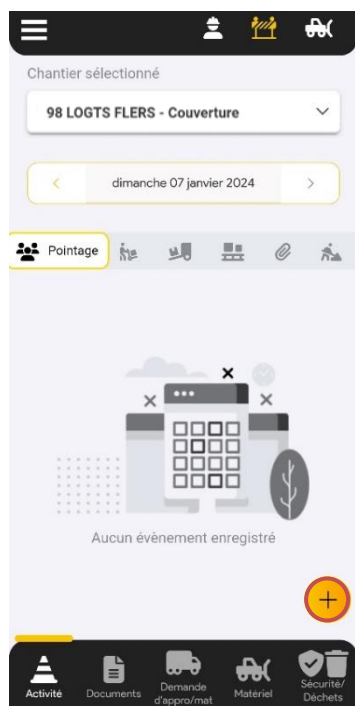 Chantier sélectionné
98 LOGTS FLERS - Couverture
dimanche 07 janvier 2024
Pointage
Aucun évènement enregistré
Activité
Documents
Demande
d'appro/mat
Matériel
Sécurité/
Déchets